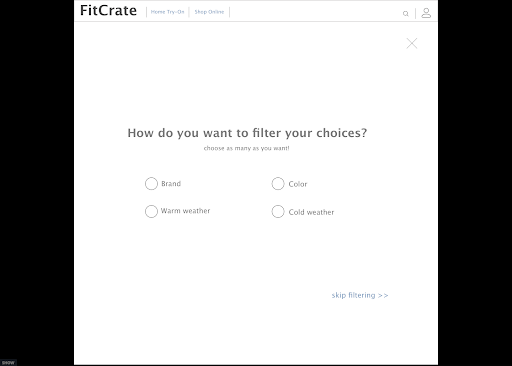 FitCrate
Home Try-On
Shop Online
How do you want to filter your choices?
choose as many as you want!
Brand
Color
Warm weather
Cold weather
skip filtering >>
SHOW